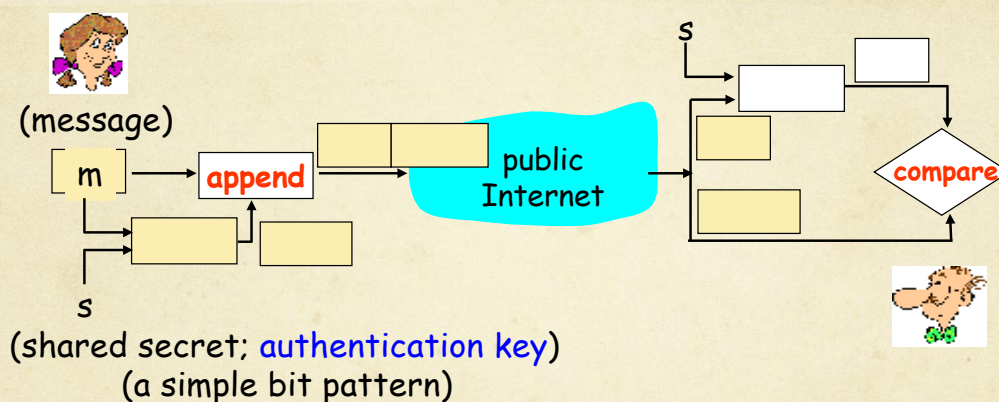 (message)
m
append
s
(shared secret; authentication key)
(a simple bit pattern)
public
Internet
s
compare